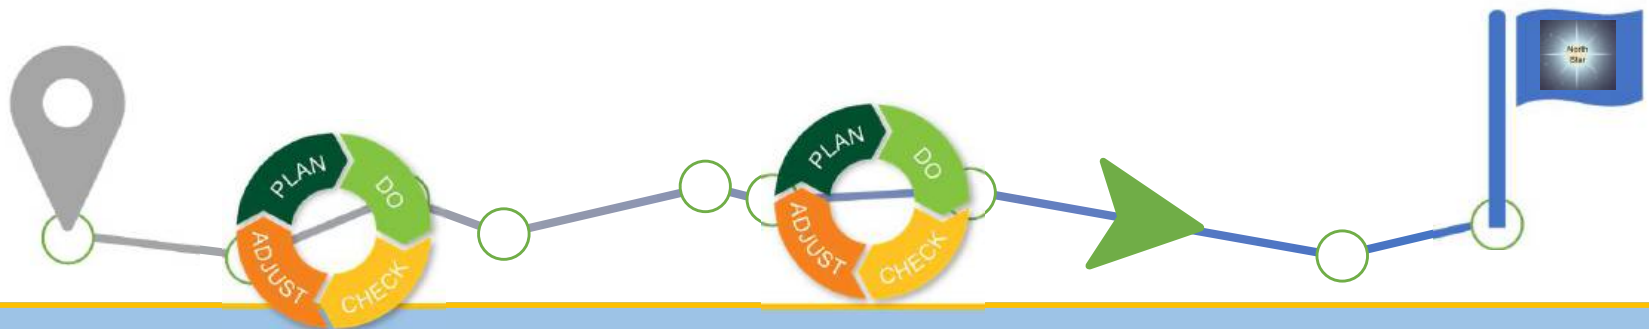 PLAN
DO
CHECK
ADJUST
PLAN
DO
CHECK
ADJUST
North
Star